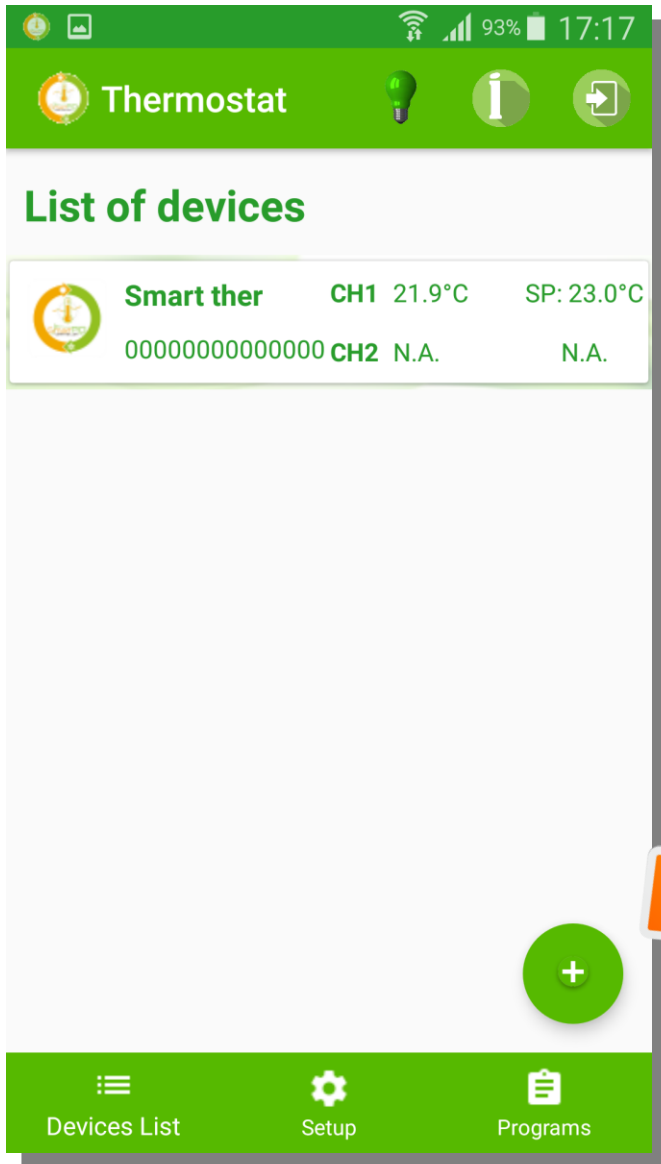 93% 17:17
Thermostat
List of devices
Smart ther CH1 21.9°C SP: 23.0°C
00000000000000 CH2 N.A. N.A.
Devices List Setup Programs